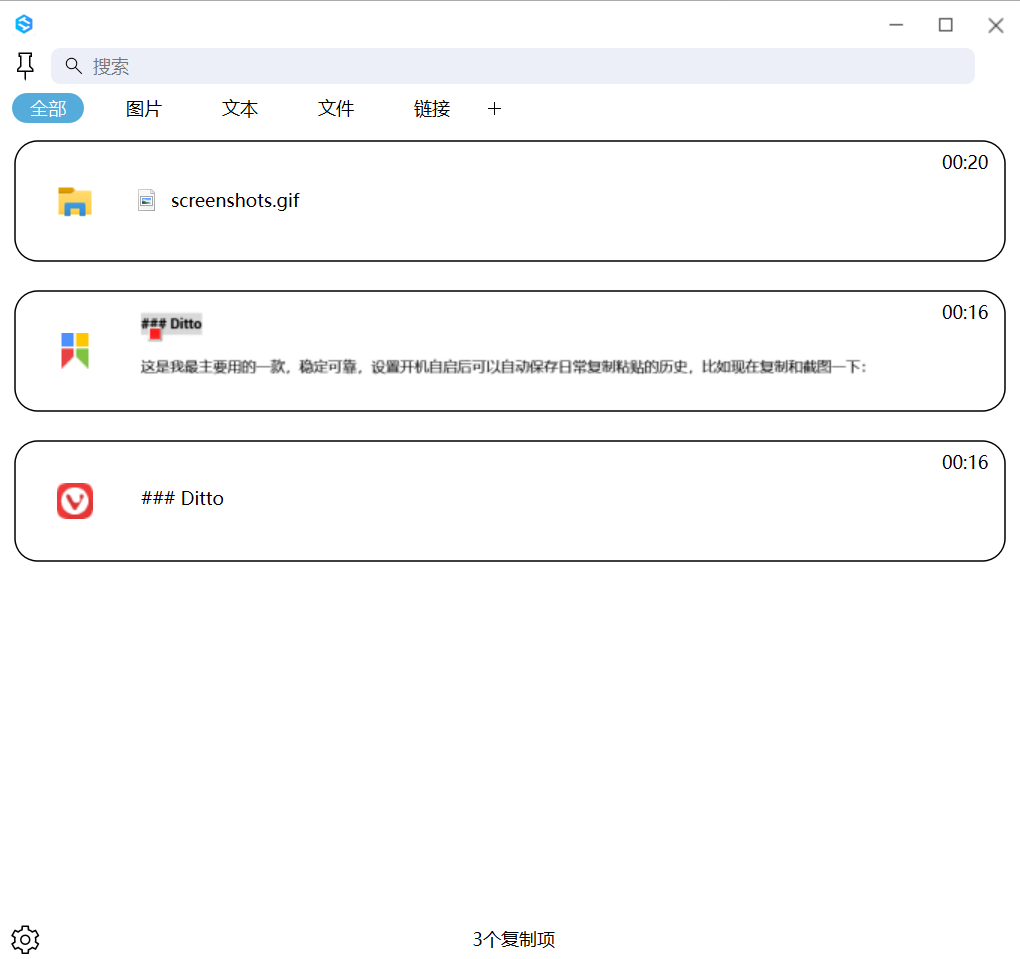 搜索
全部 图片 文本 文件 链接 +
00:20
screenshots.gif
00:16
### Ditto
这是我最主要用的一款，稳定可靠，设置开机自启后可以自动保存日常复制粘贴的历史，比如现在复制和截图一下：
00:16
### Ditto
3个复制项